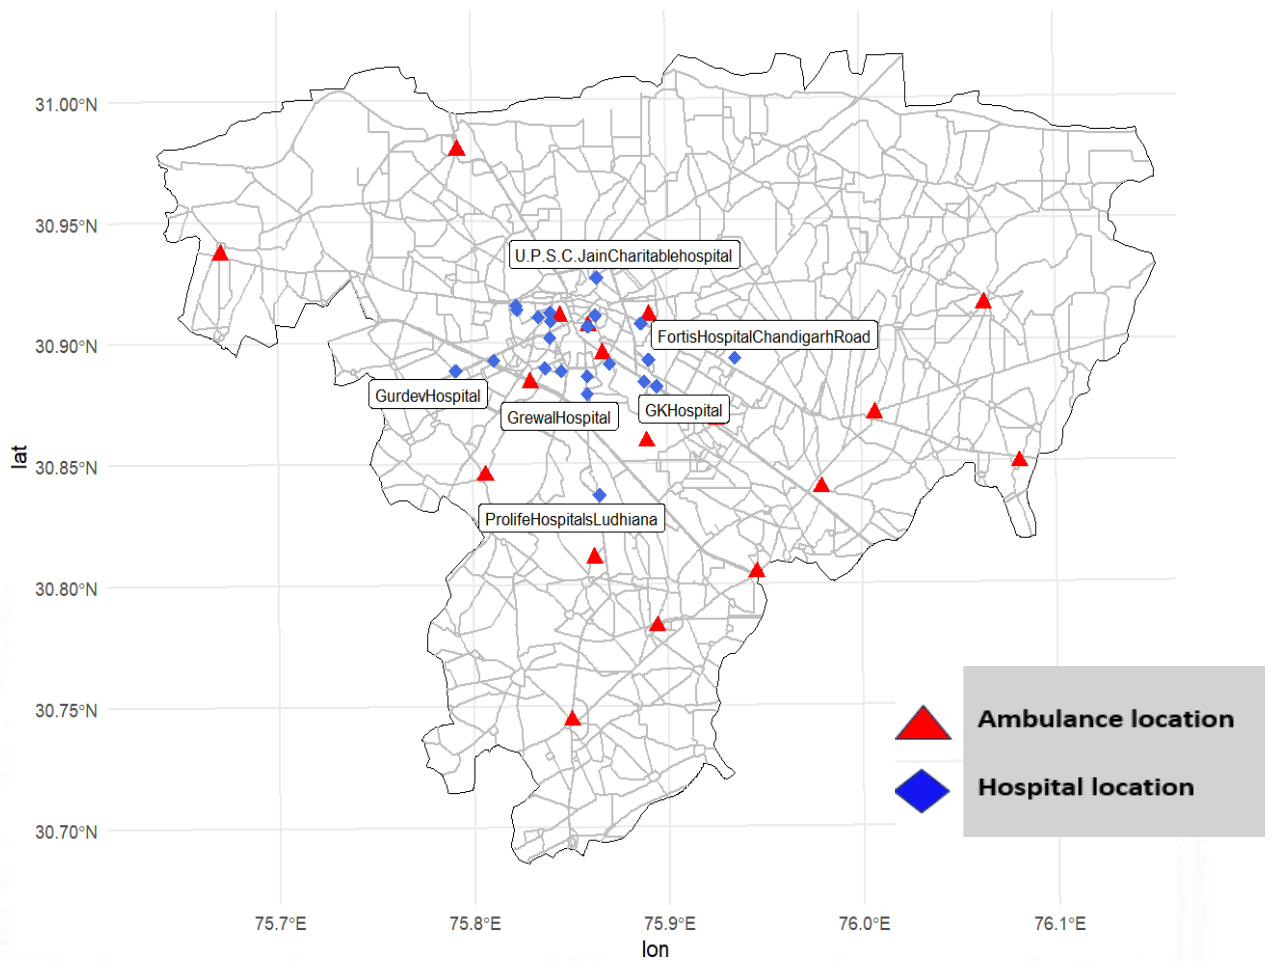 31.00°N
30.95°N
30.90°N
30.85°N
30.80°N
30.75°N
30.70°N
lat
U.P.S.C.JainCharitablehospital
FortisHospitalChandigarhRoad
GurdevHospital
GrewalHospital
GKHospital
ProlifeHospitalsLudhiana
Ambulance location
Hospital location
75.7°E
75.8°E
75.9°E
76.0°E
76.1°E
lon